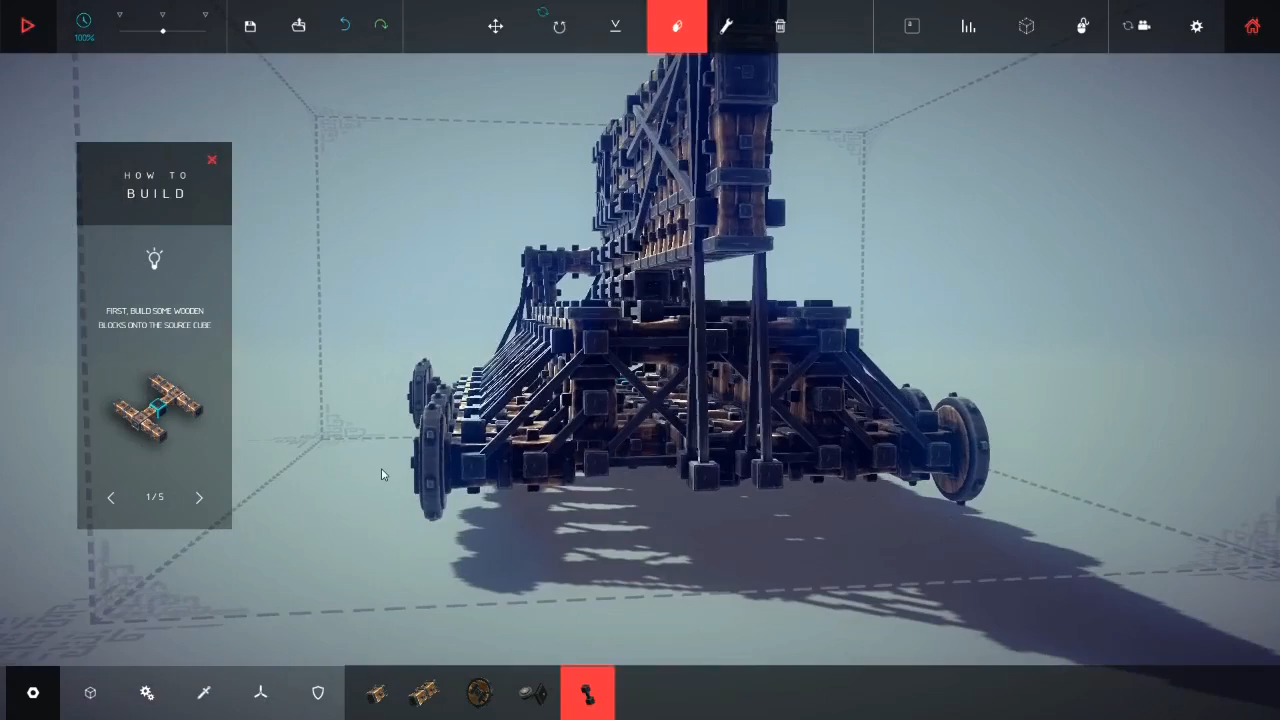 100%
HOW TO
BUILD
FIRST, BUILD SOME WOODEN
BLOCKS ONTO THE SOURCE CUBE
1/5